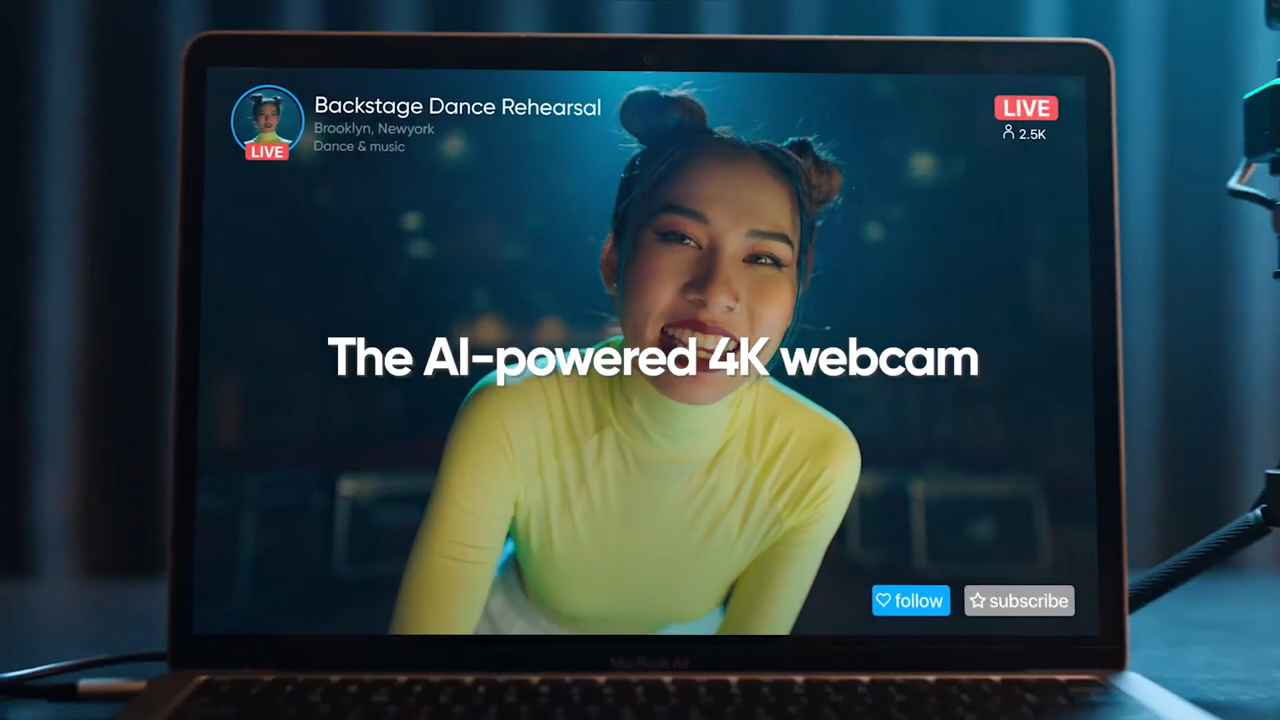 Backstage Dance Rehearsal
Brooklyn, Newyork
Dance & music
LIVE
LIVE
2.5K
The AI-powered 4K webcam
follow
subscribe
MacBook Air